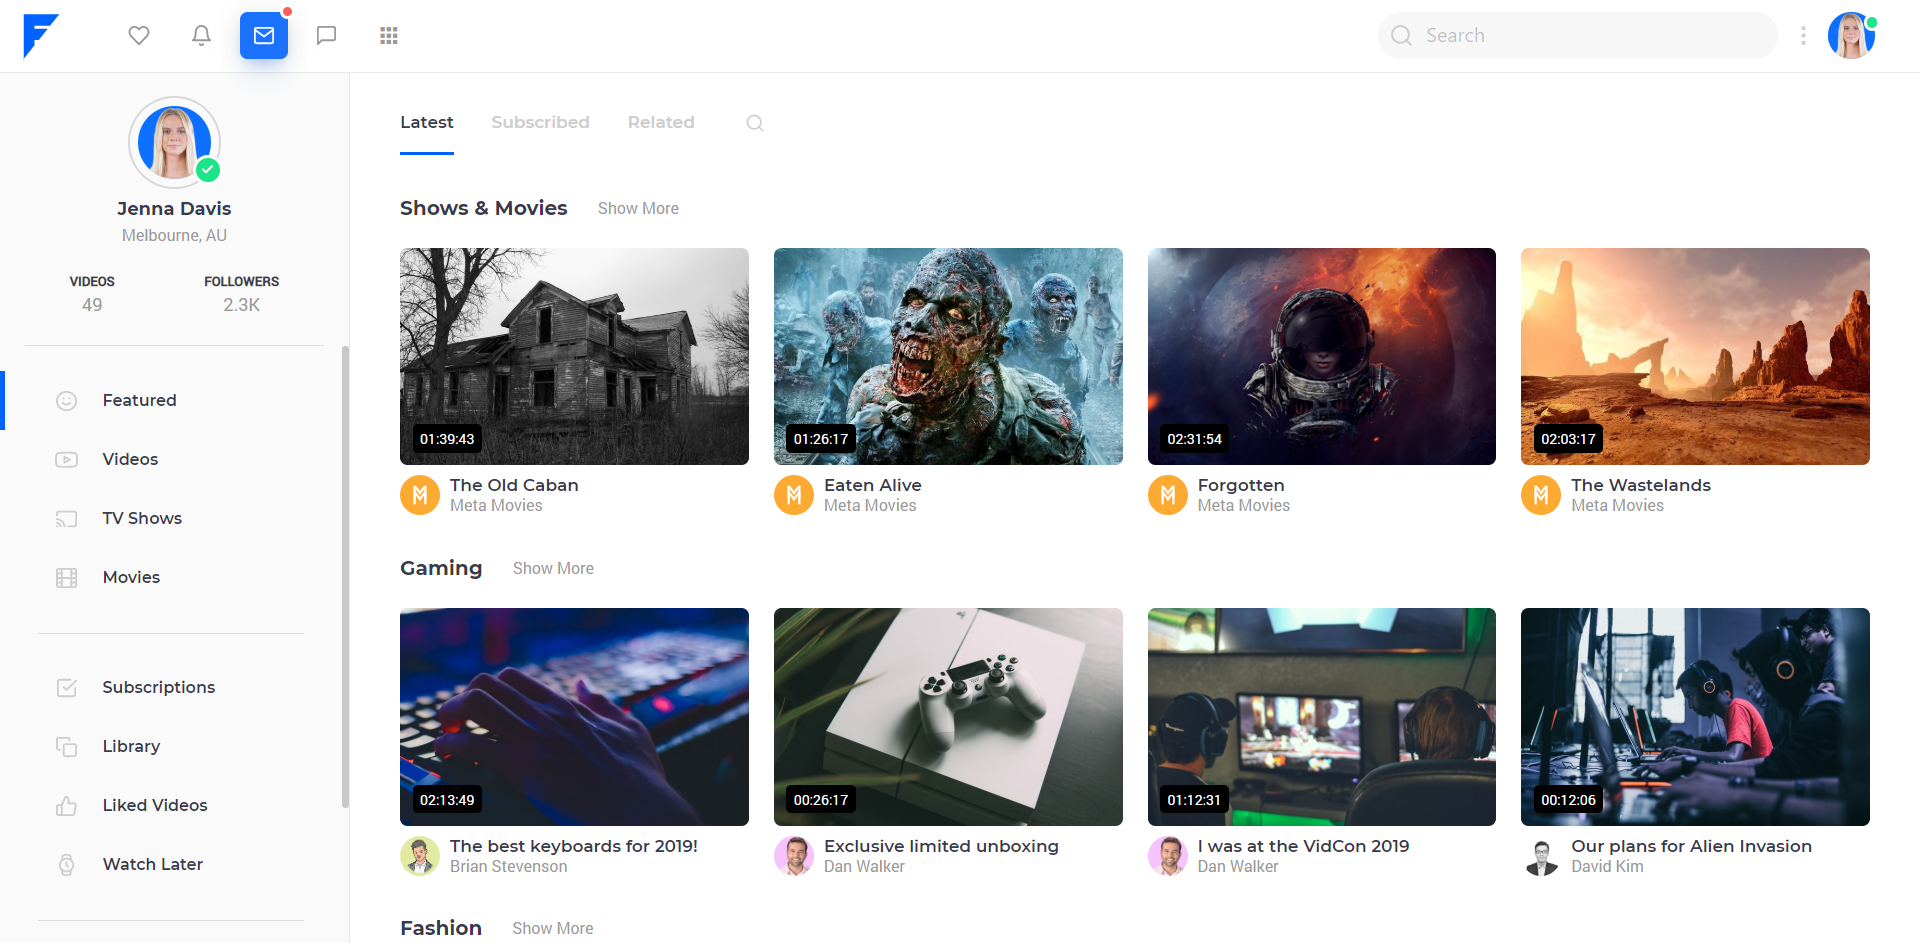 Search
Jenna Davis
Melbourne, AU
VIDEOS FOLLOWERS
49 2.3K
Featured
Videos
TV Shows
Movies
Subscriptions
Library
Liked Videos
Watch Later
Latest Subscribed Related
Shows & Movies Show More
01:39:43 01:26:17 02:31:54 02:03:17
The Old Caban Eaten Alive Forgotten The Wastelands
Meta Movies Meta Movies Meta Movies Meta Movies
Gaming Show More
02:13:49 00:26:17 01:12:31 00:12:06
The best keyboards for 2019! Exclusive limited unboxing I was at the VidCon 2019 Our plans for Alien Invasion
Brian Stevenson Dan Walker Dan Walker David Kim
Fashion Show More